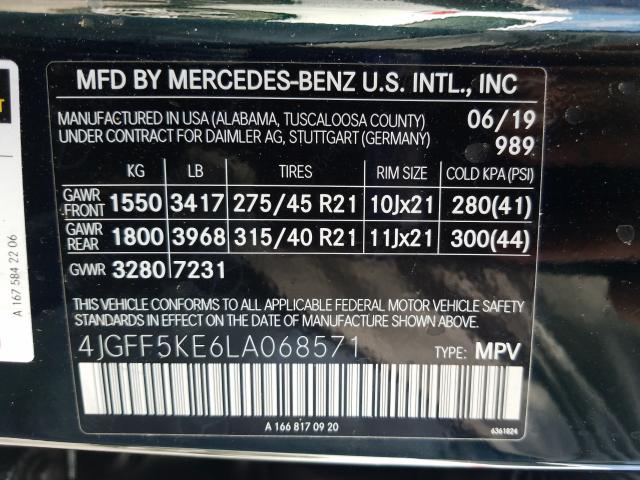 MFD BY MERCEDES-BENZ U.S. INTL., INC
MANUFACTURED IN USA (ALABAMA, TUSCALOOSA COUNTY) 06/19
UNDER CONTRACT FOR DAIMLER AG, STUTTGART (GERMANY) 989
KG LB TIRES RIM SIZE COLD KPA (PSI)
GAWR FRONT 1550 3417 275/45 R21 10Jx21 280(41)
GAWR REAR 1800 3968 315/40 R21 11Jx21 300(44)
GWR 3280 7231
THIS VEHICLE CONFORMS TO ALL APPLICABLE FEDERAL MOTOR VEHICLE SAFETY
STANDARDS IN EFFECT ON THE DATE OF MANUFACTURE SHOWN ABOVE.
4JGFF5KE6LA068571 TYPE: MPV
A 166 817 09 20 6361824
A 167 584 22 06